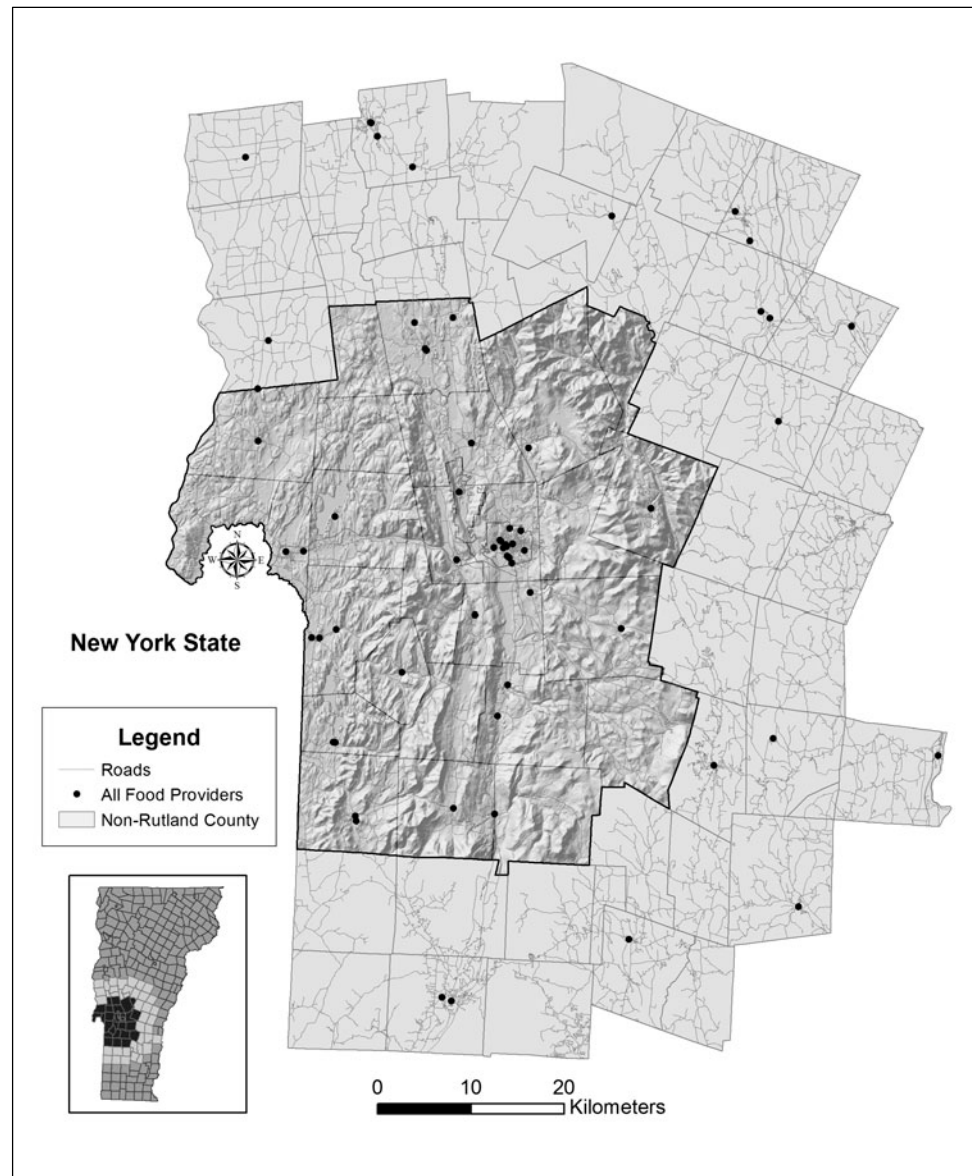 N
W E
S
New York State
Legend
Roads
All Food Providers
Non-Rutland County
0 10 20
Kilometers